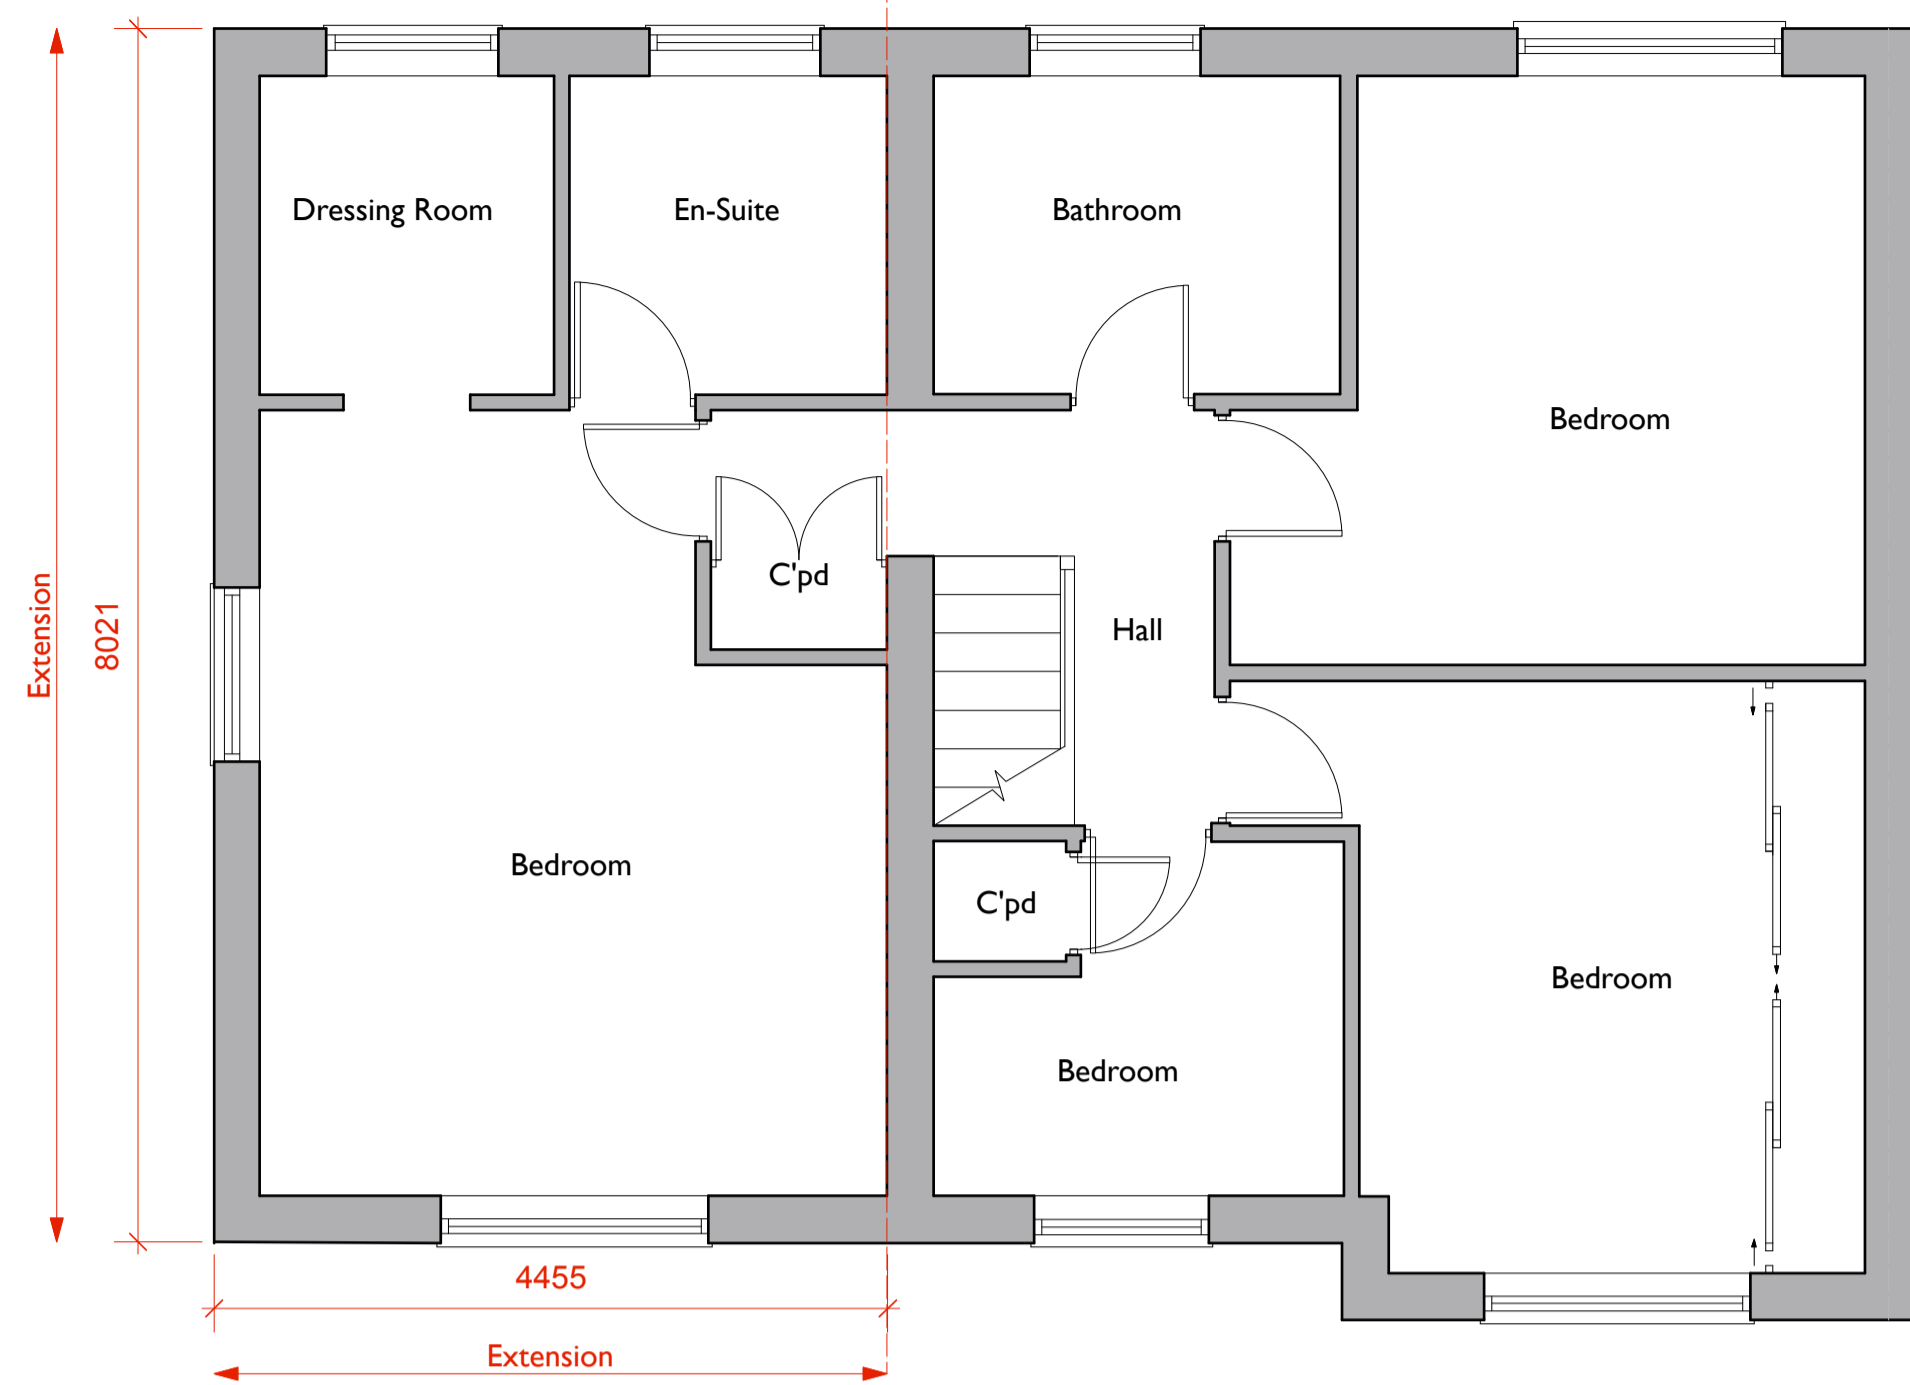 Dressing Room
En-Suite
Bathroom
Bedroom
C'pd
Hall
Extension
8021
Bedroom
C'pd
Bedroom
Bedroom
4455
Extension